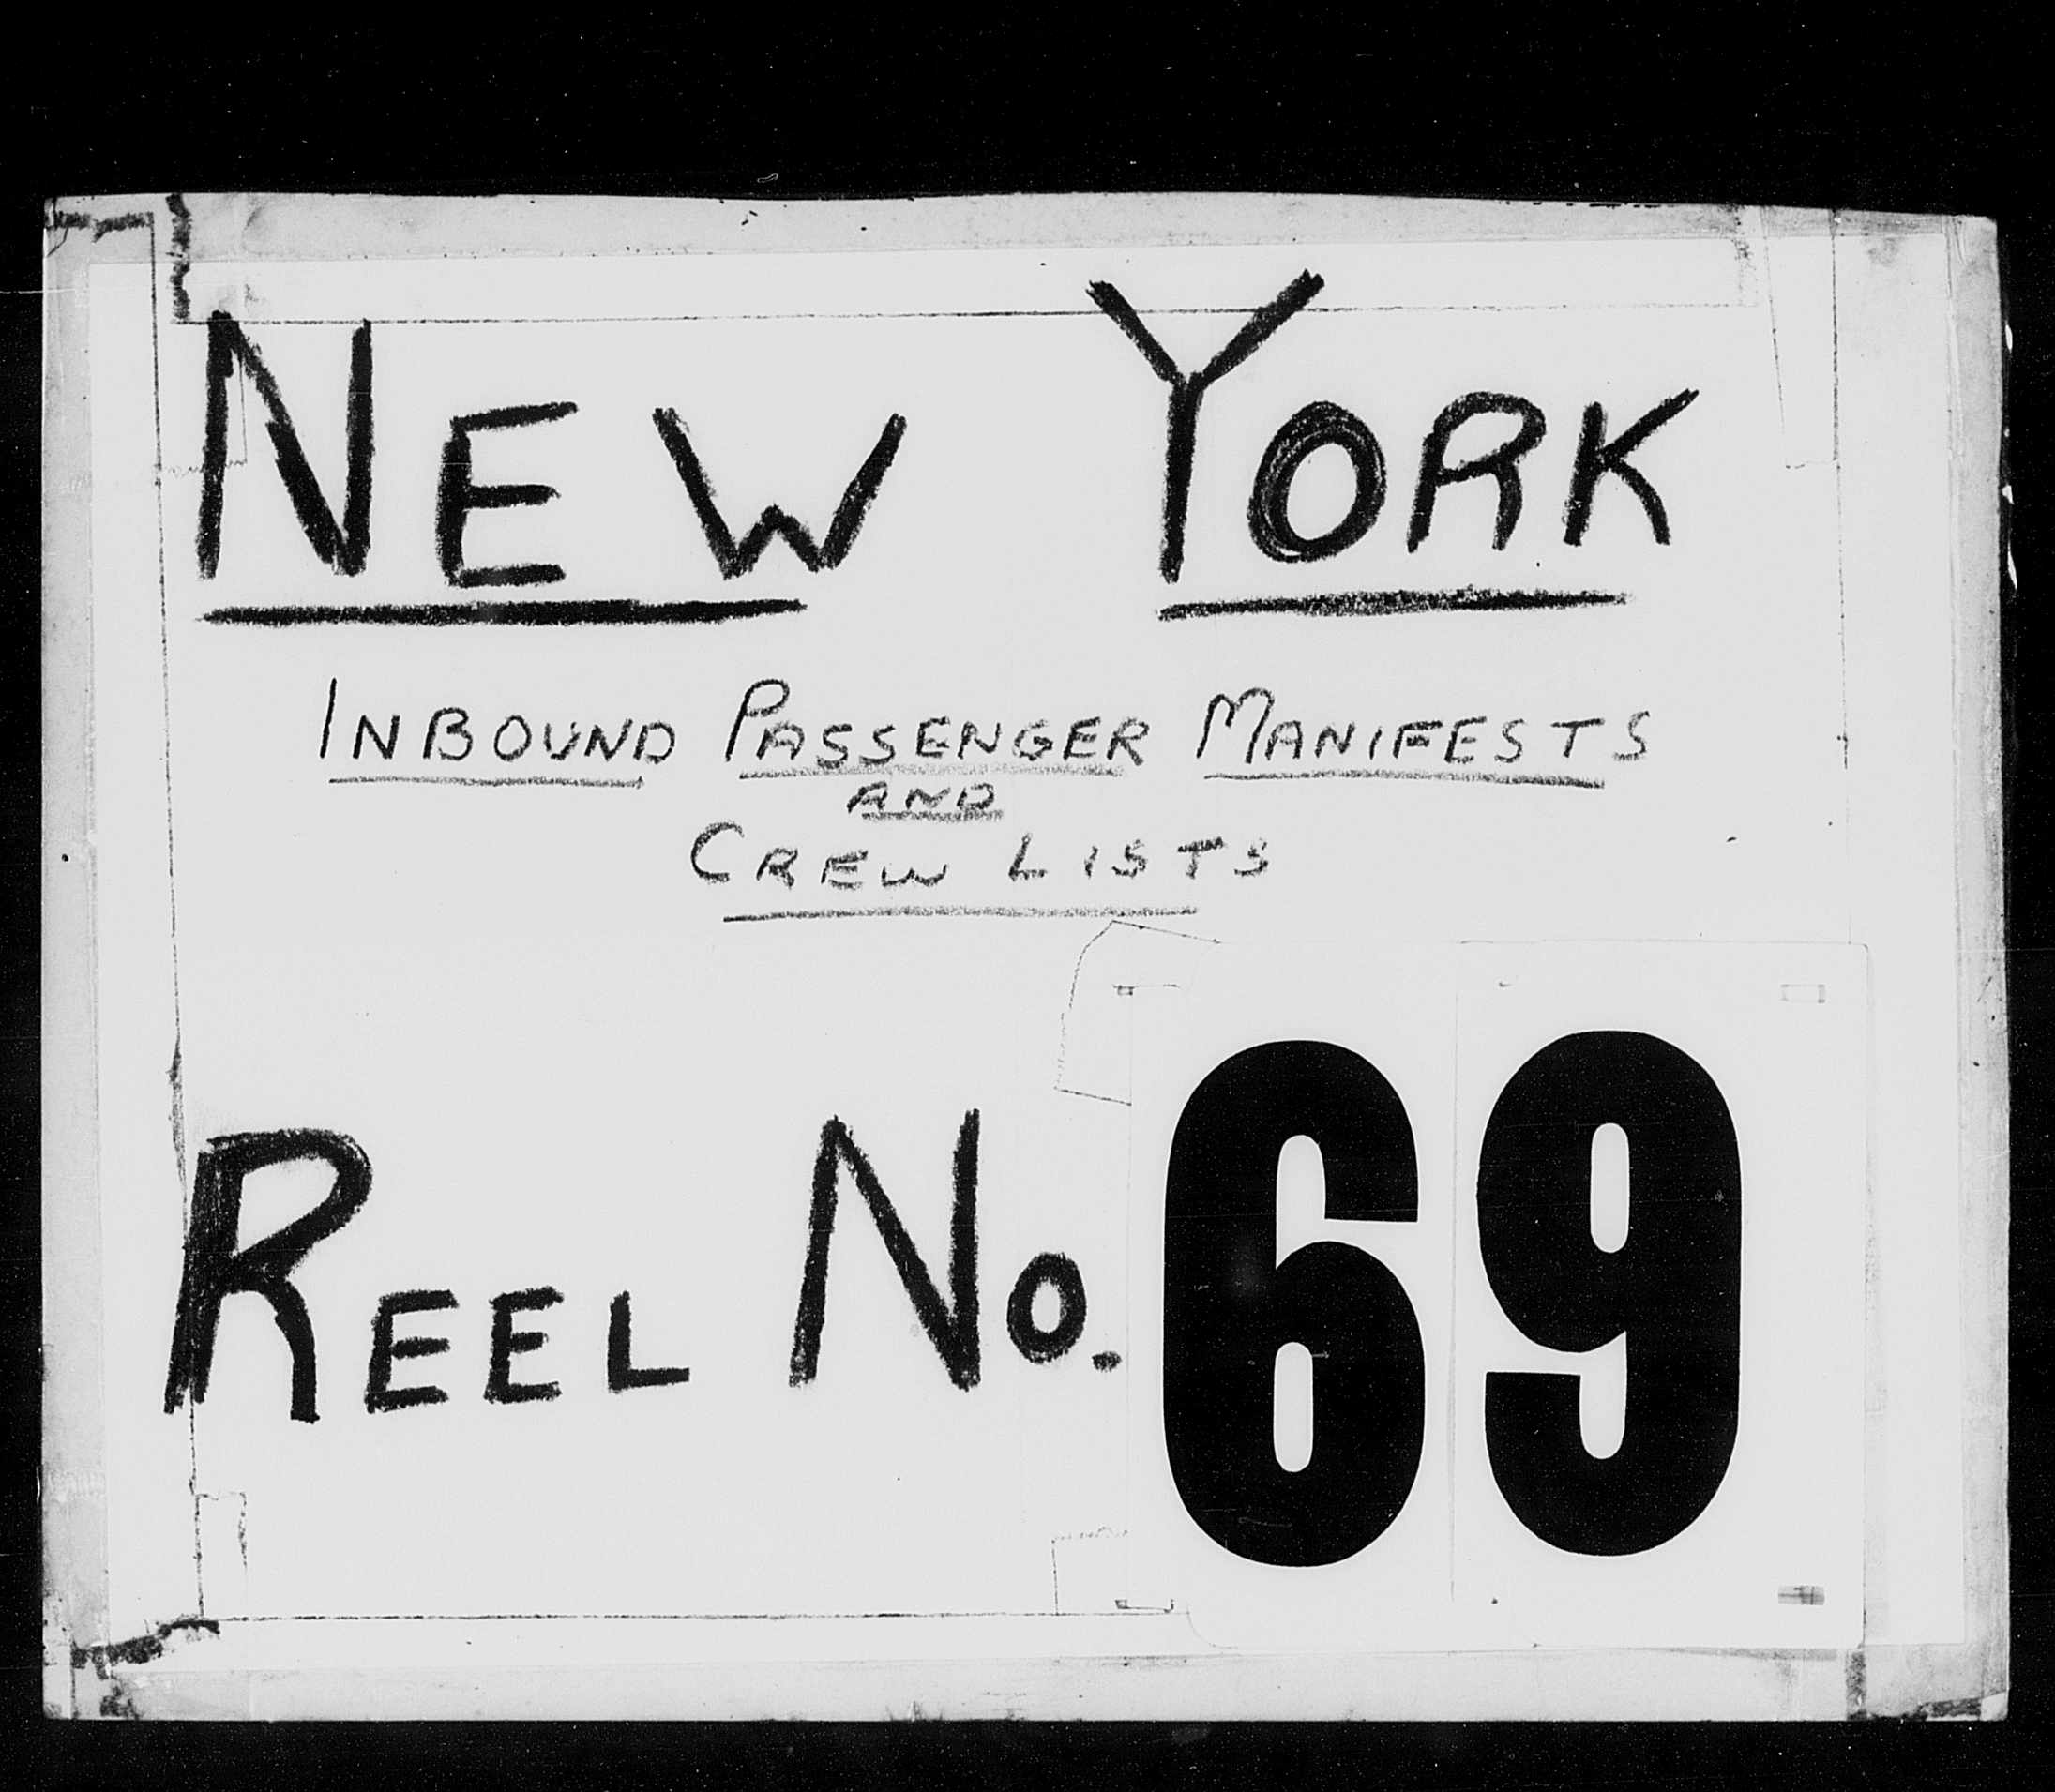 NEW YORK
INBOUND PASSENGER MANIFESTS
AND
CREW LISTS
REEL NO. 69